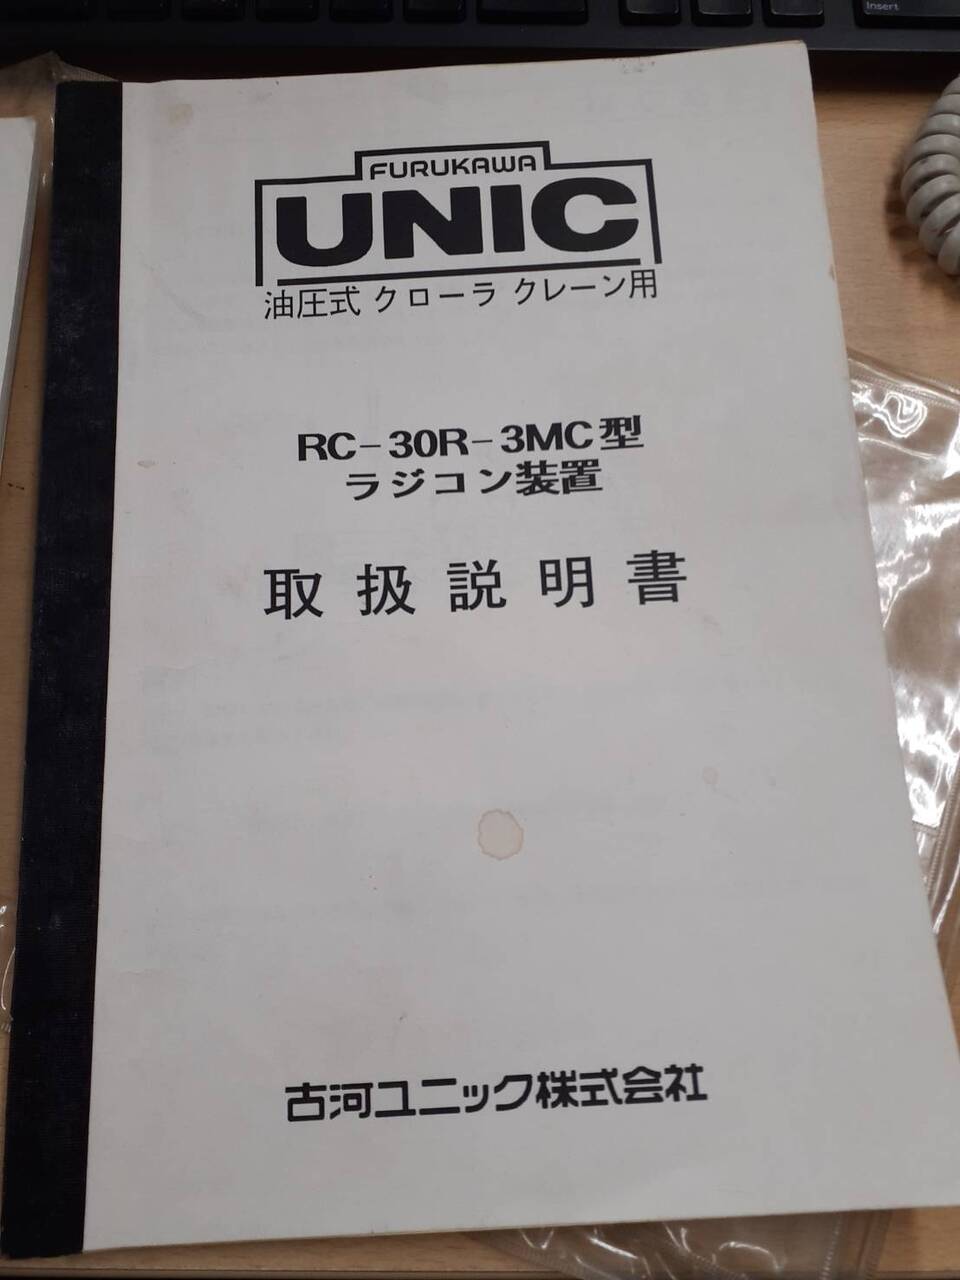 Insert
FURUKAWA
UNIC
油圧式 クローラ クレーン用
RC-30R-3MC型
ラジコン装置
取扱説明書
古河ユニック株式会社